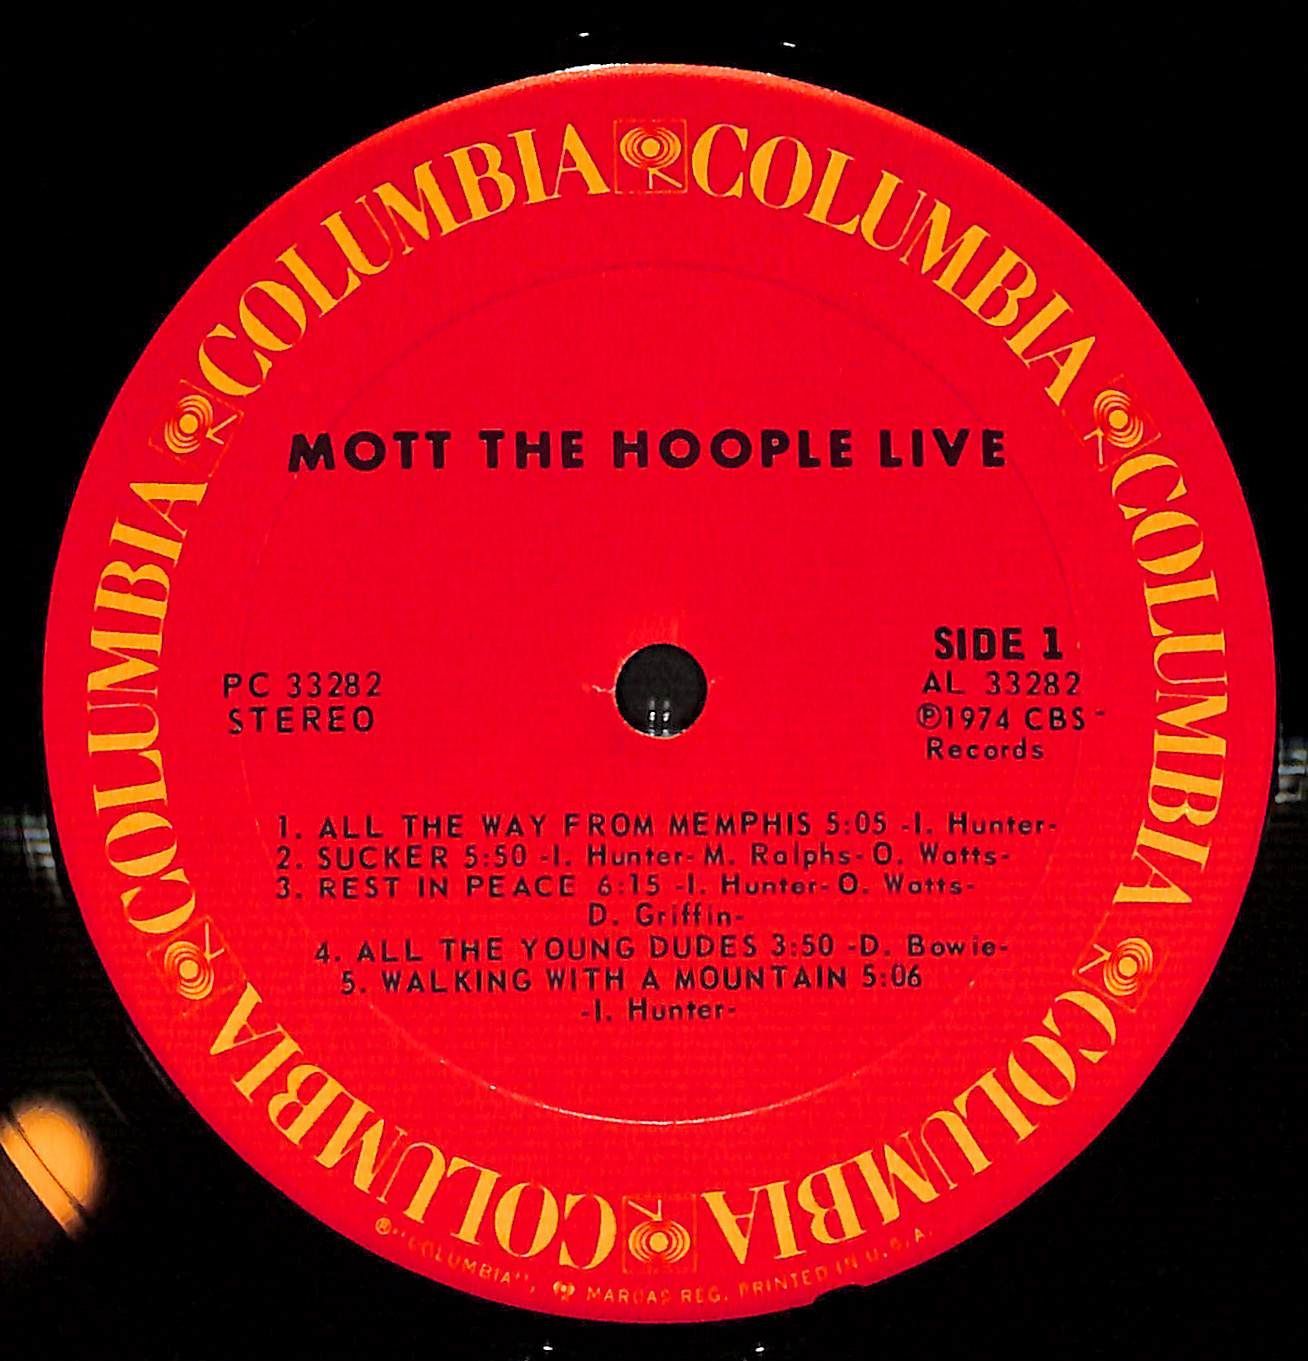 COLUMBIA COLUMBIA COLUMBIA COLUMBIA COLUMBIA COLUMBIA
MOTT THE HOOPLE LIVE
SIDE 1
PC 33282
AL 33282
STEREO
℗1974 CBS
Records
1. ALL THE WAY FROM MEMPHIS 5:05 -I. Hunter-
2. SUCKER 5:50 -I. Hunter- M. Ralphs- O. Watts-
3. REST IN PEACE 6:15 -I. Hunter- O. Watts-
D. Griffin-
4. ALL THE YOUNG DUDES 3:50 -D. Bowie-
5. WALKING WITH A MOUNTAIN 5:06
-I. Hunter-
® "COLUMBIA", MARCAS REG. PRINTED IN U.S.A.